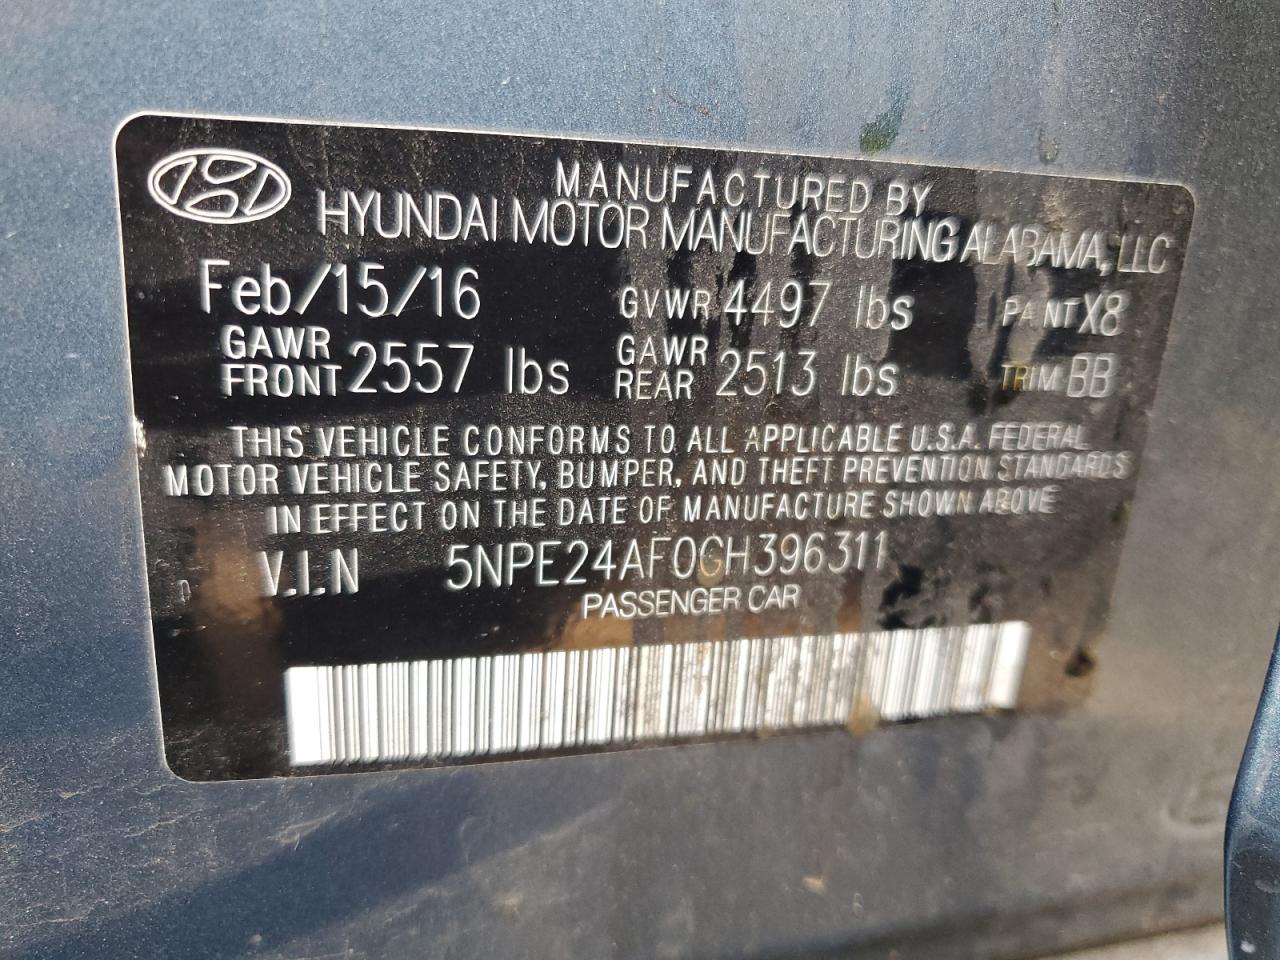 MANUFACTURED BY
HYUNDAI MOTOR MANUFACTURING ALABAMA, LLC
Feb/15/16 GVWR 4497 lbs PAINT X8
GAWR FRONT 2557 lbs GAWR REAR 2513 lbs TRIM BB
THIS VEHICLE CONFORMS TO ALL APPLICABLE U.S.A. FEDERAL
MOTOR VEHICLE SAFETY, BUMPER, AND THEFT PREVENTION STANDARDS
IN EFFECT ON THE DATE OF MANUFACTURE SHOWN ABOVE
V.I.N 5NPE24AF0GH396311
PASSENGER CAR